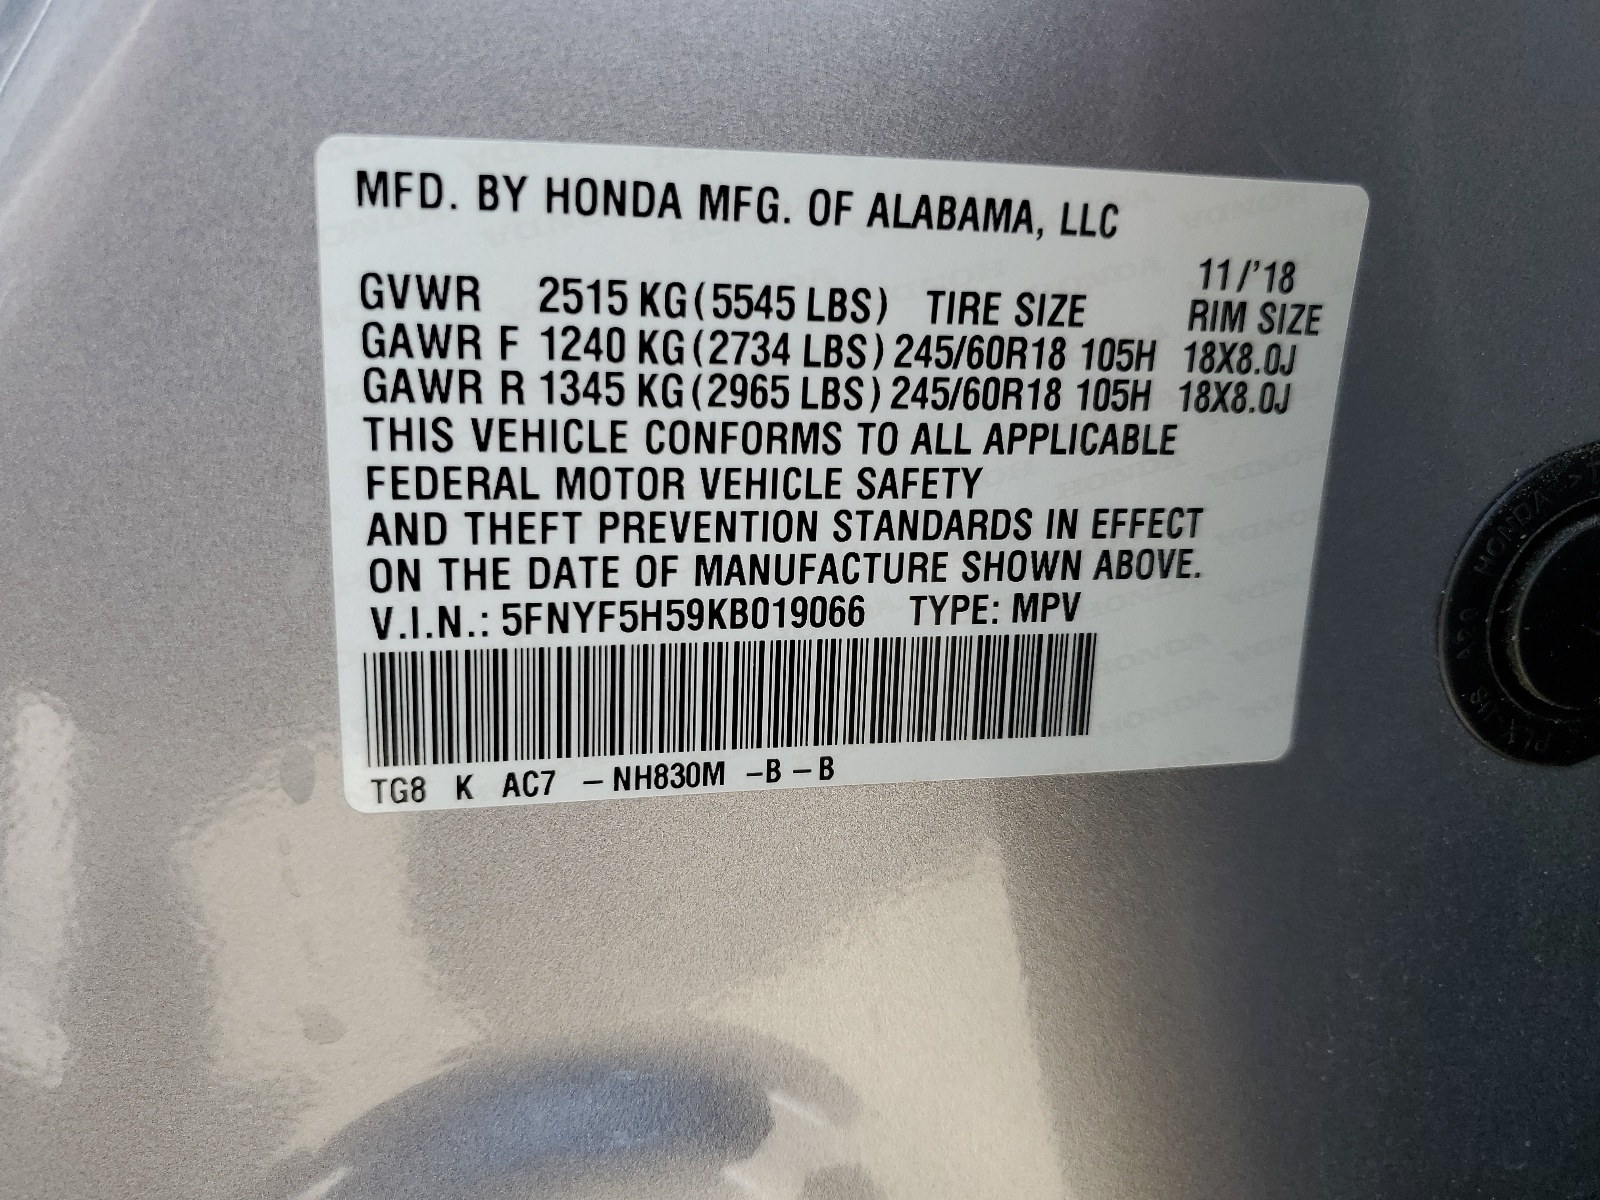 MFD. BY HONDA MFG. OF ALABAMA, LLC
11/'18
GVWR 2515 KG (5545 LBS) TIRE SIZE RIM SIZE
GAWR F 1240 KG (2734 LBS) 245/60R18 105H 18X8.0J
GAWR R 1345 KG (2965 LBS) 245/60R18 105H 18X8.0J
THIS VEHICLE CONFORMS TO ALL APPLICABLE
FEDERAL MOTOR VEHICLE SAFETY
AND THEFT PREVENTION STANDARDS IN EFFECT
ON THE DATE OF MANUFACTURE SHOWN ABOVE.
V.I.N.: 5FNYF5H59KB019066 TYPE: MPV
TG8 K AC7 –NH830M –B – B
HONDA